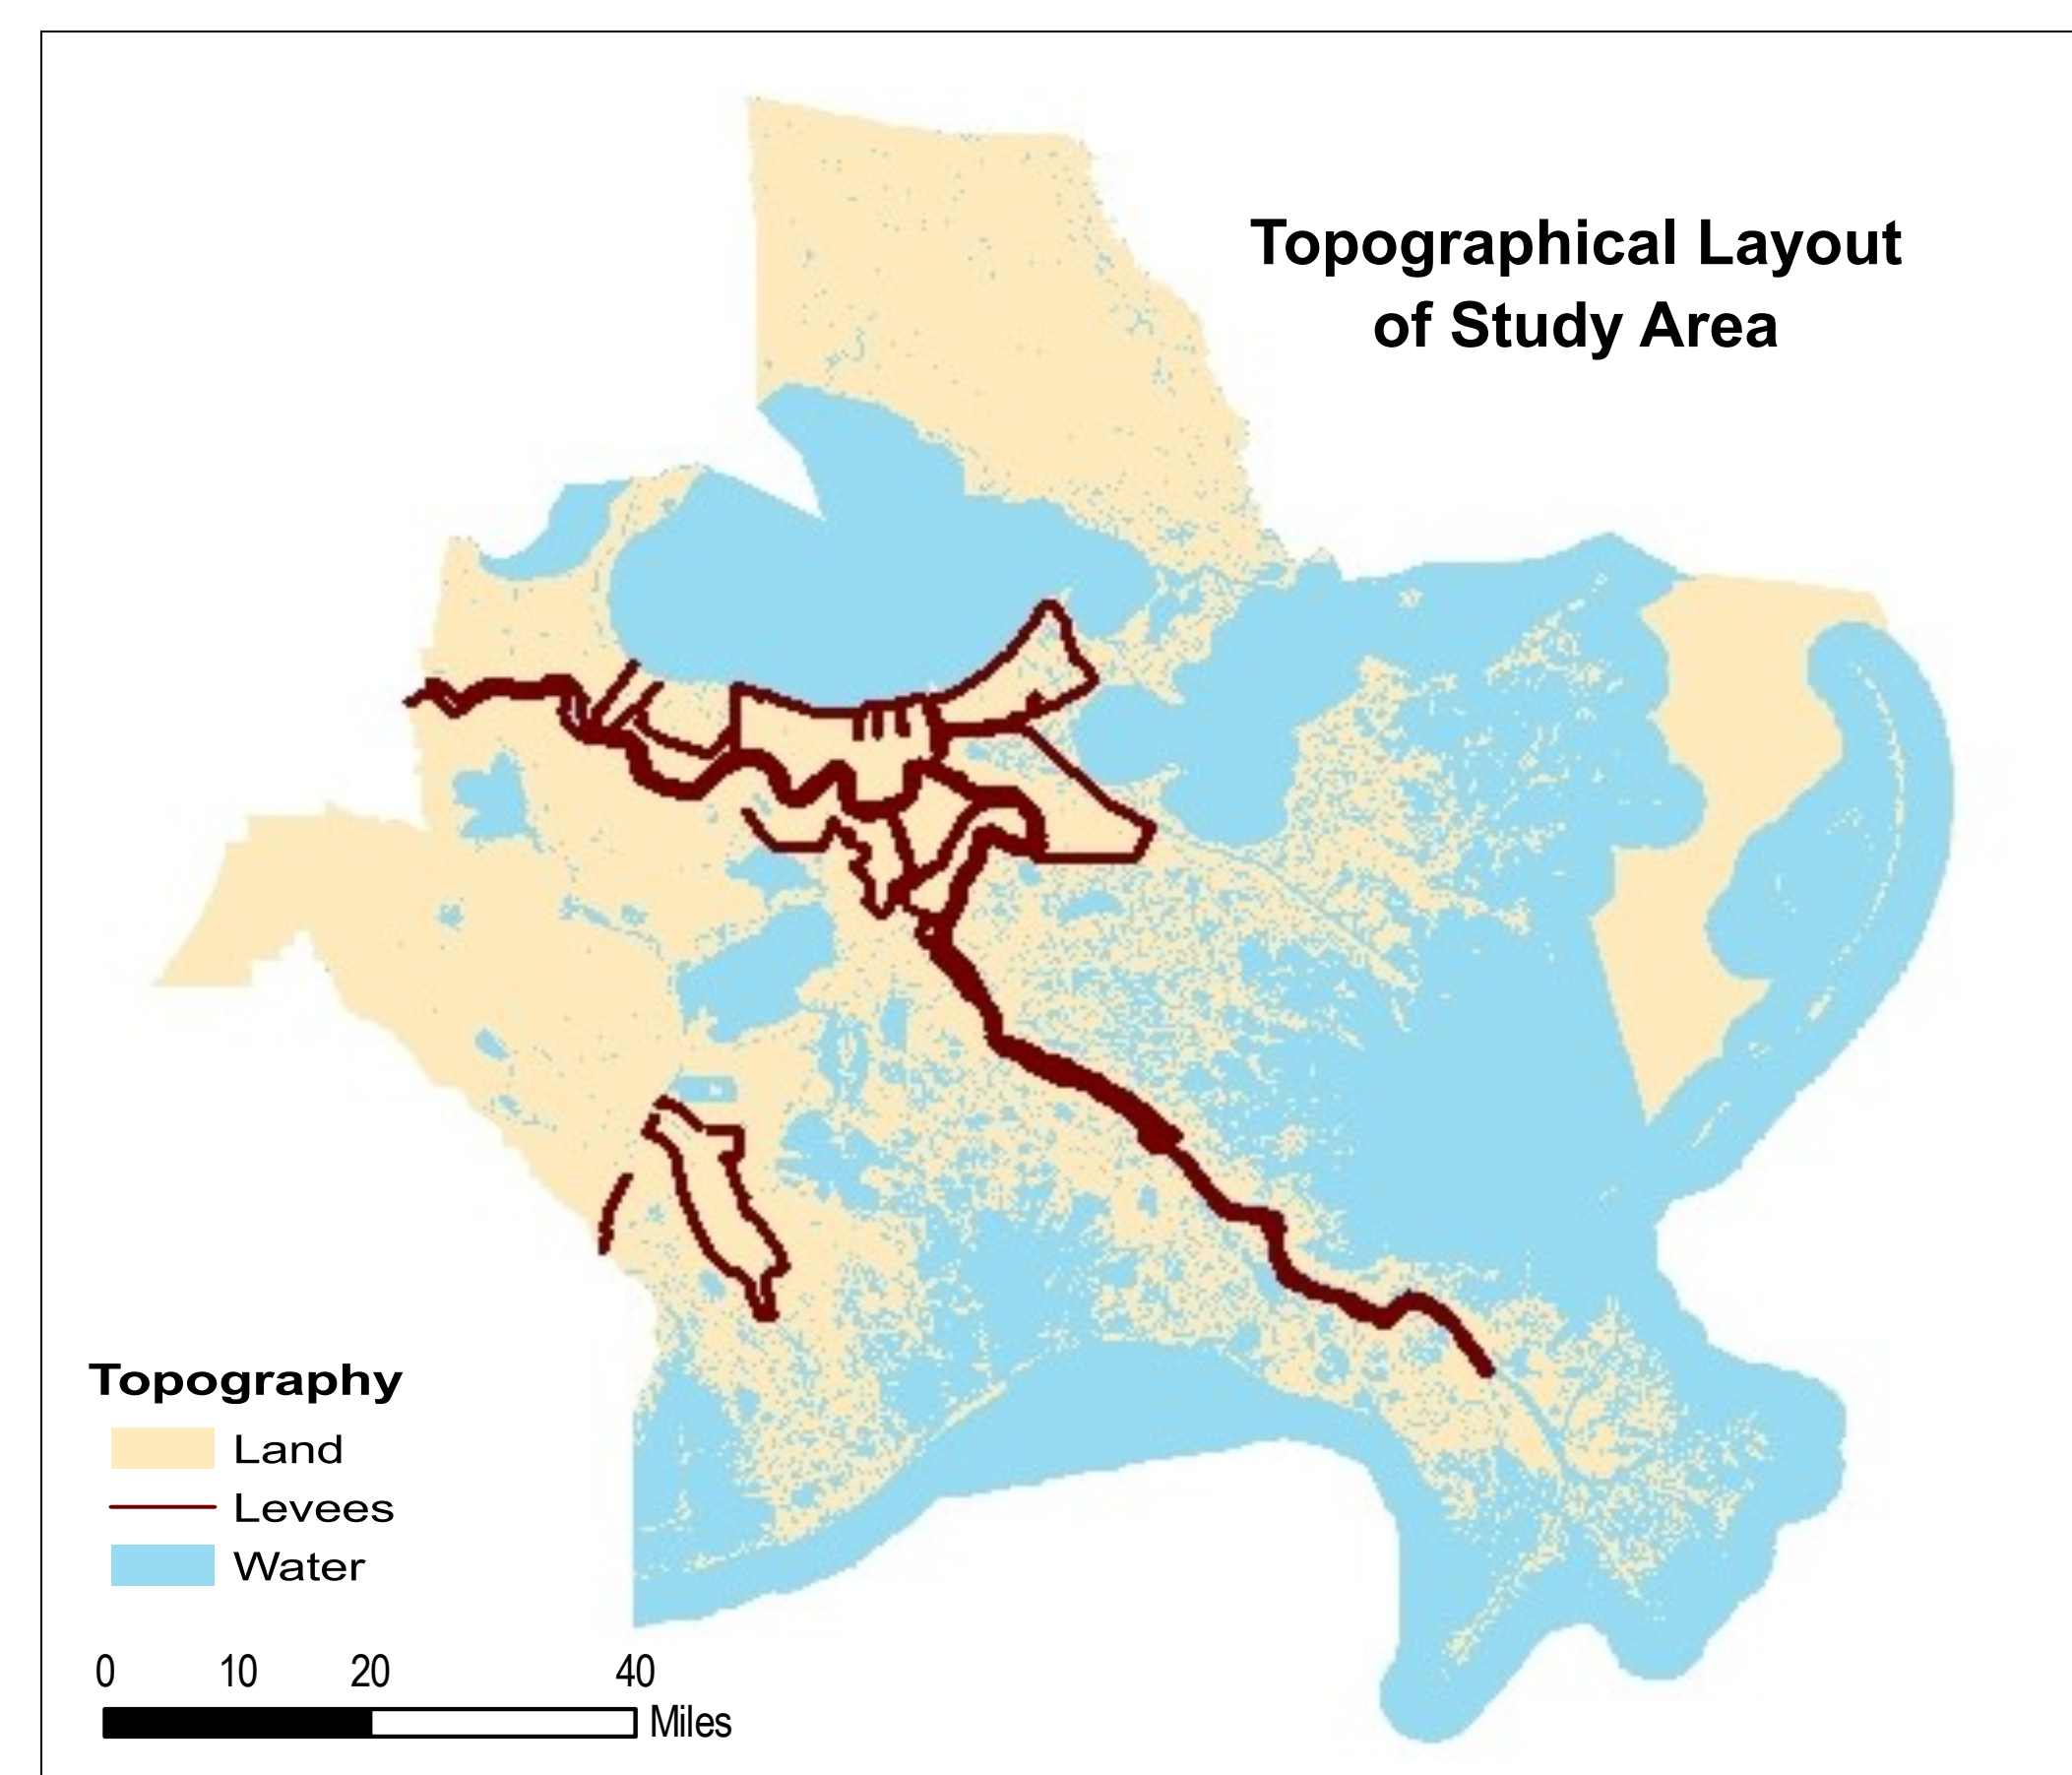 Topographical Layout
of Study Area
Topography
Land
Levees
Water
0 10 20 40
Miles